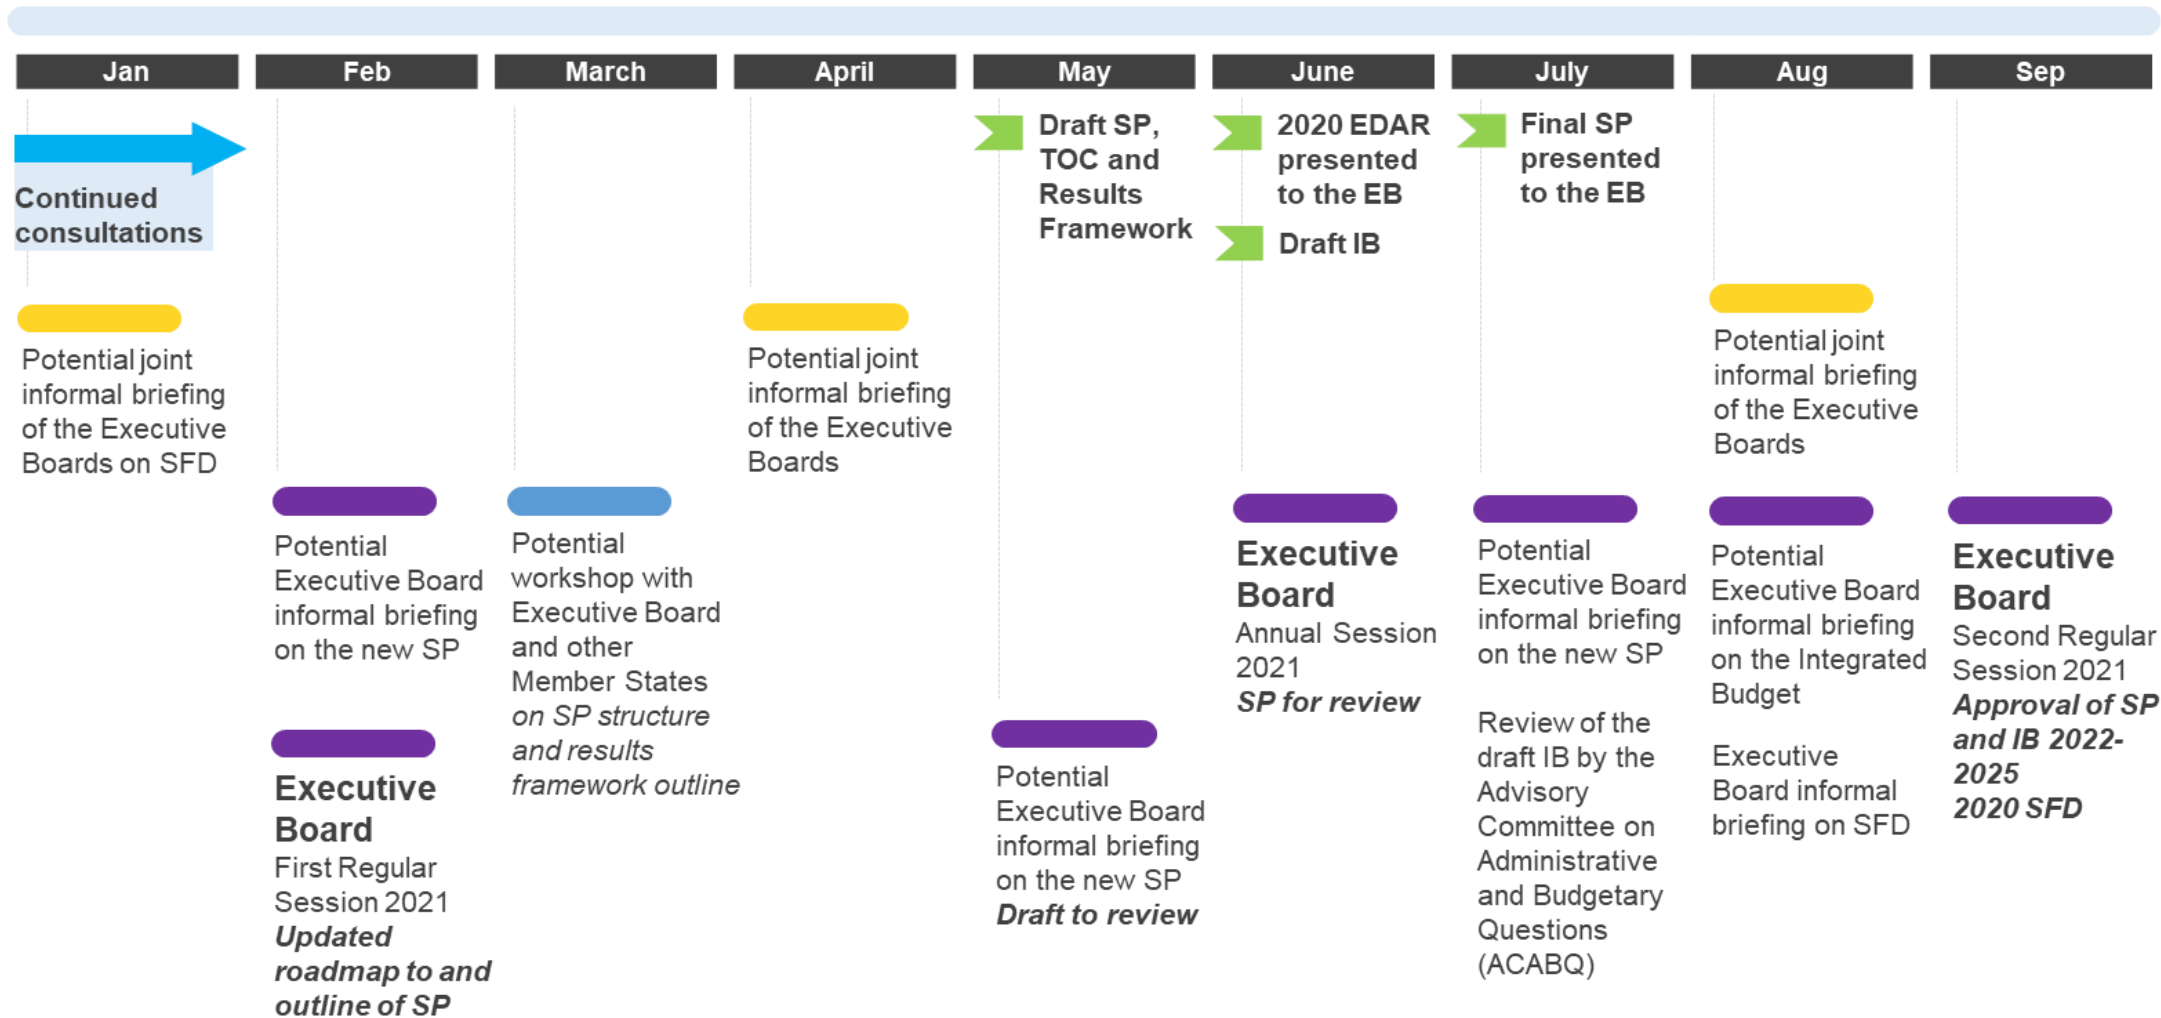 Jan
Feb
March
April
May
June
July
Aug
Sep
Continued
consultations
Potential joint
informal briefing
of the Executive
Boards on SFD
Potential
Executive Board
informal briefing
on the new SP
Executive
Board
First Regular
Session 2021
Updated
roadmap to and
outline of SP
Potential
workshop with
Executive Board
and other
Member States
on SP structure
and results
framework outline
Potential joint
informal briefing
of the Executive
Boards
Draft SP,
TOC and
Results
Framework
Potential
Executive Board
informal briefing
on the new SP
Draft to review
2020 EDAR
presented
to the EB
Draft IB
Executive
Board
Annual Session
2021
SP for review
Final SP
presented
to the EB
Potential
Executive Board
informal briefing
on the new SP
Review of the
draft IB by the
Advisory
Committee on
Administrative
and Budgetary
Questions
(ACABQ)
Potential joint
informal briefing
of the Executive
Boards
Potential
Executive Board
informal briefing
on the Integrated
Budget
Executive
Board informal
briefing on SFD
Executive
Board
Second Regular
Session 2021
Approval of SP
and IB 2022-
2025
2020 SFD